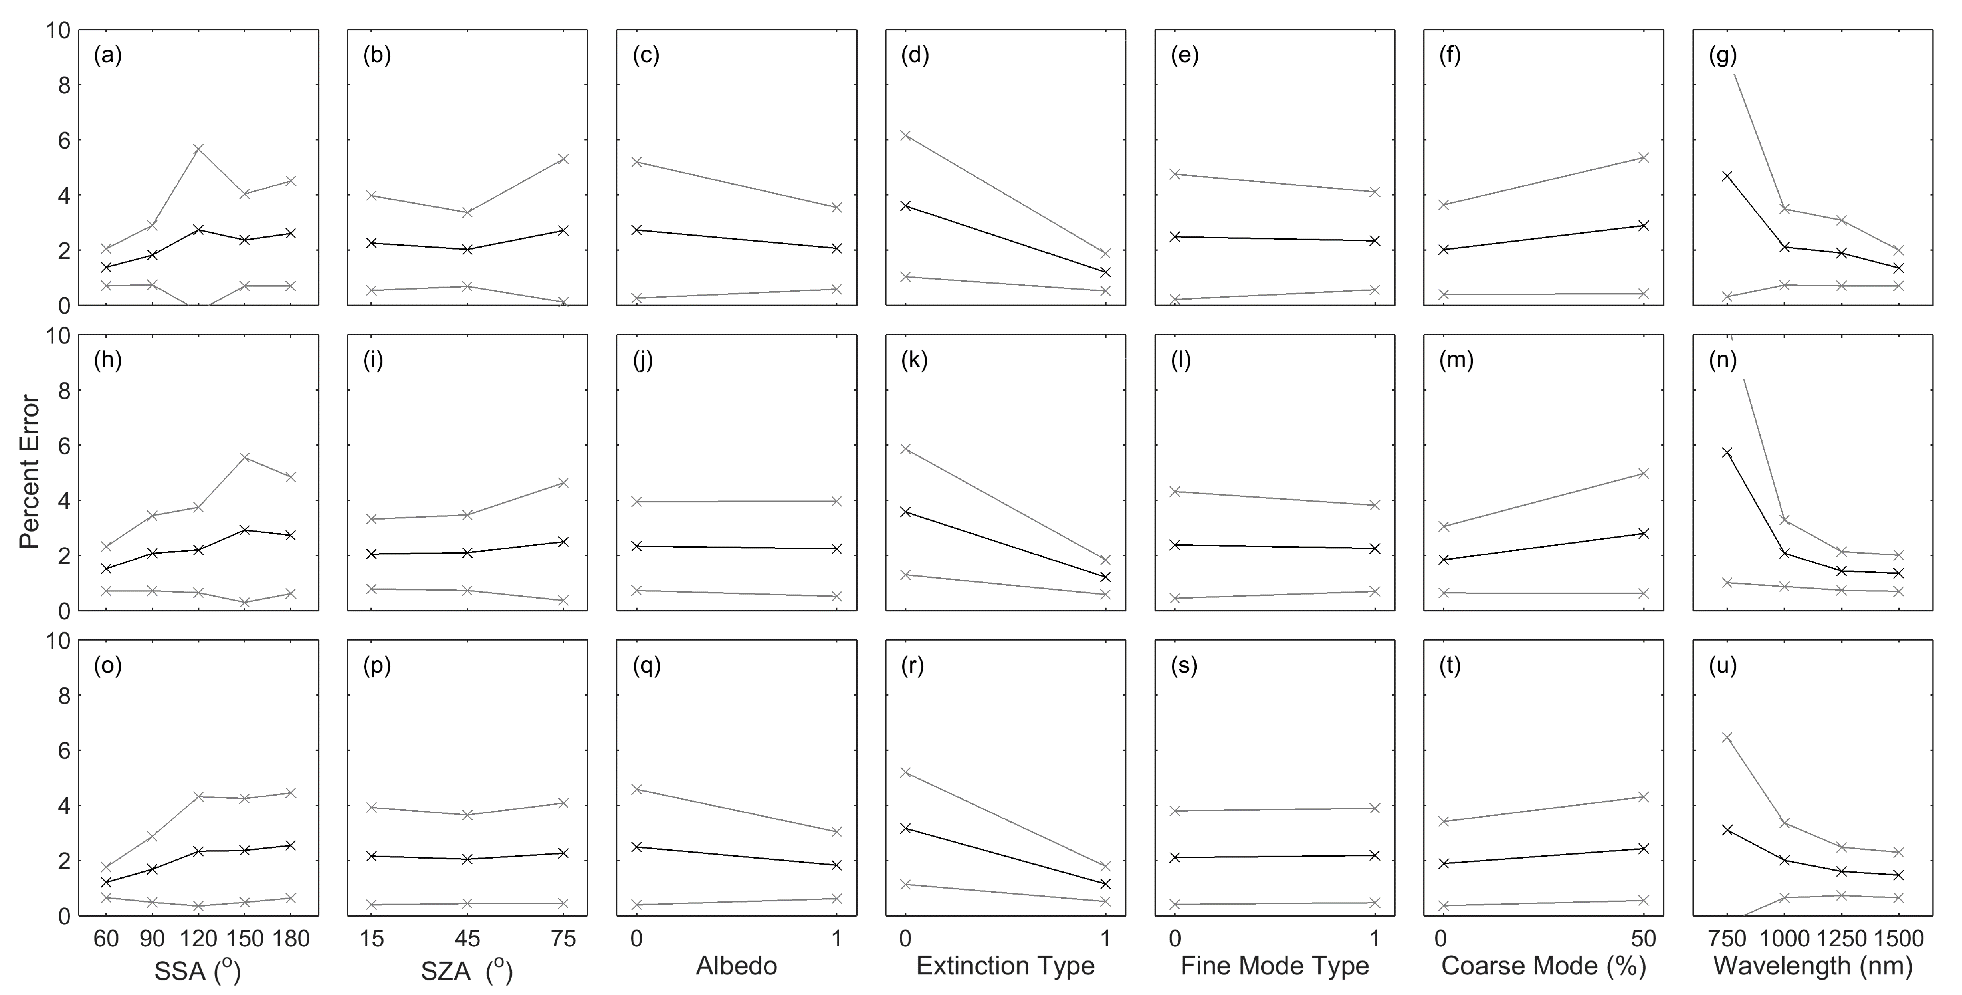 10 (a) (b) (c) (d) (e) (f) (g)
8
6
4
2
0
10 (h) (i) (j) (k) (l) (m) (n)
8
6
4
2
0
Percent Error
10 (o) (p) (q) (r) (s) (t) (u)
8
6
4
2
0
60 90 120 150 180 15 45 75 0 1 0 1 0 1 0 50 750 1000 1250 1500
SSA (o) SZA (o) Albedo Extinction Type Fine Mode Type Coarse Mode (%) Wavelength (nm)